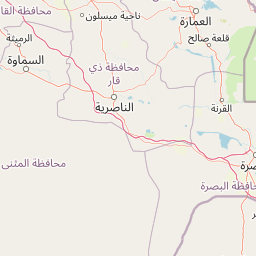 محافظة القا
ناحية ميسلون
العمارة
الرميثة
قلعة صالح
السماوة
محافظة ذي
قار
الناصرية
القرنة
محافظة المثنى
صرة
محافظة البصرة